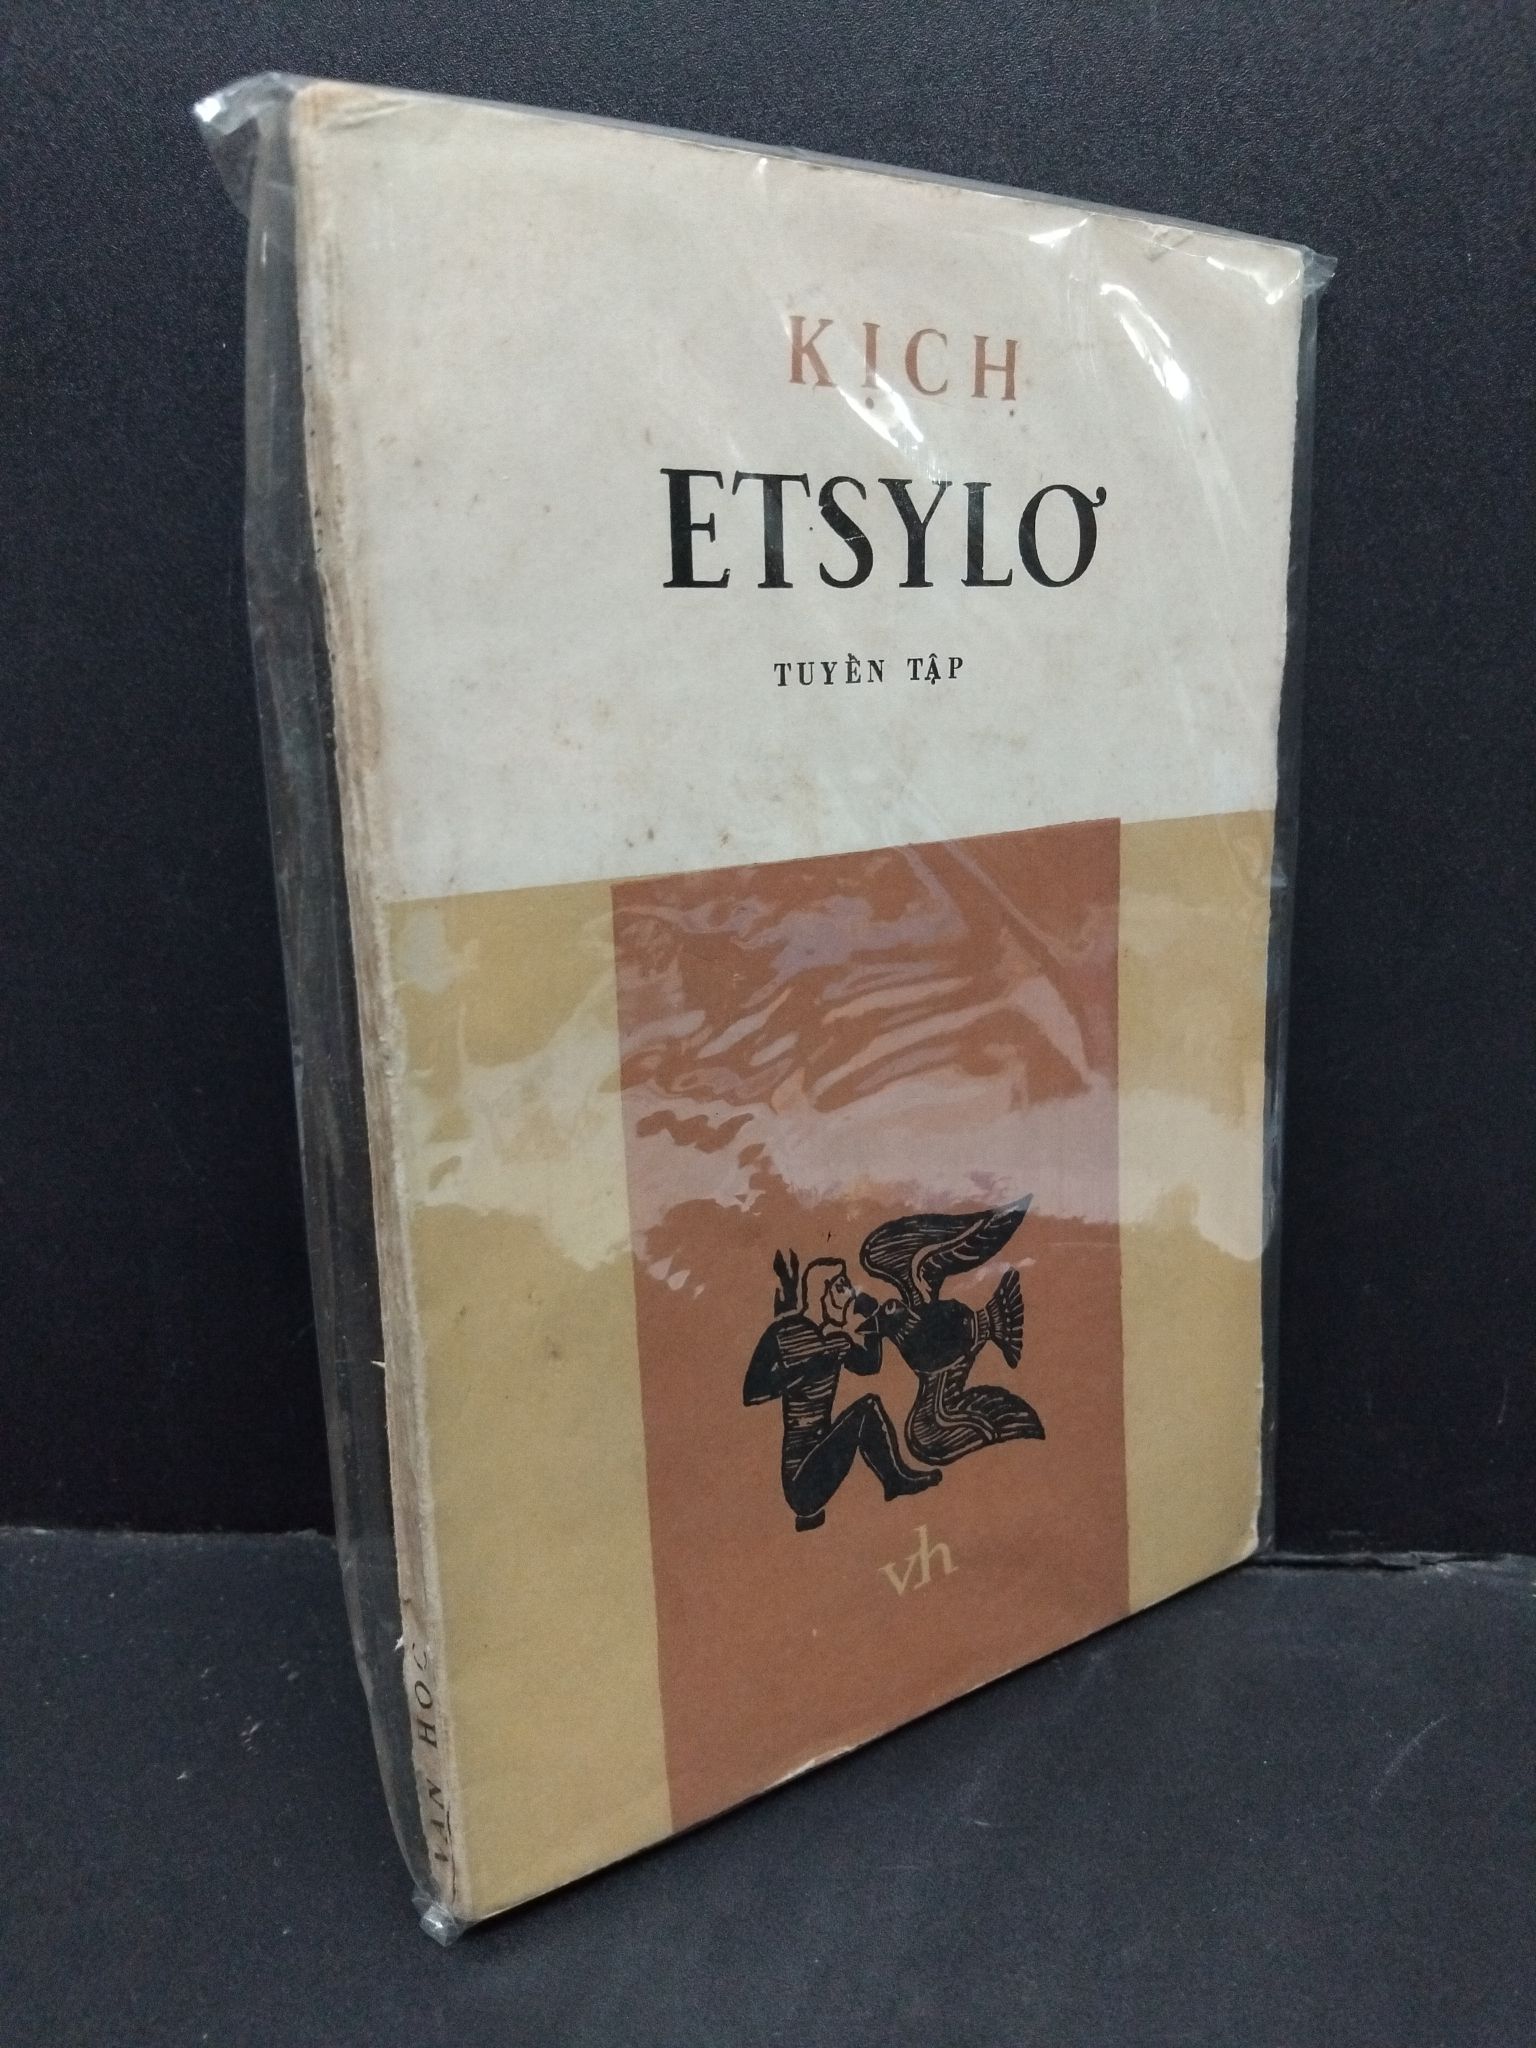 KỊCH
ETSYLƠ
TUYỂN TẬP
vh
VĂN HỌC